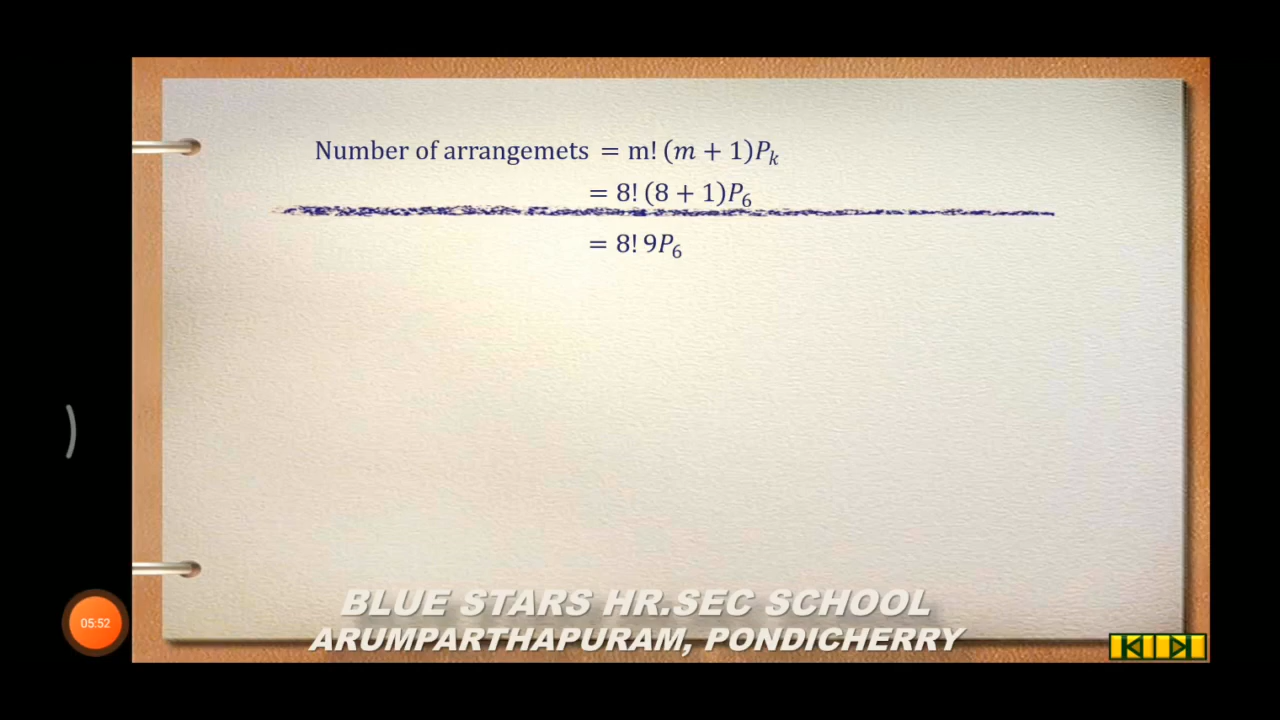 Number of arrangemets = m! (m + 1)Pₖ
= 8! (8 + 1)P₆
= 8! 9P₆
BLUE STARS HR.SEC SCHOOL
ARUMPARTHAPURAM, PONDICHERRY
05:52